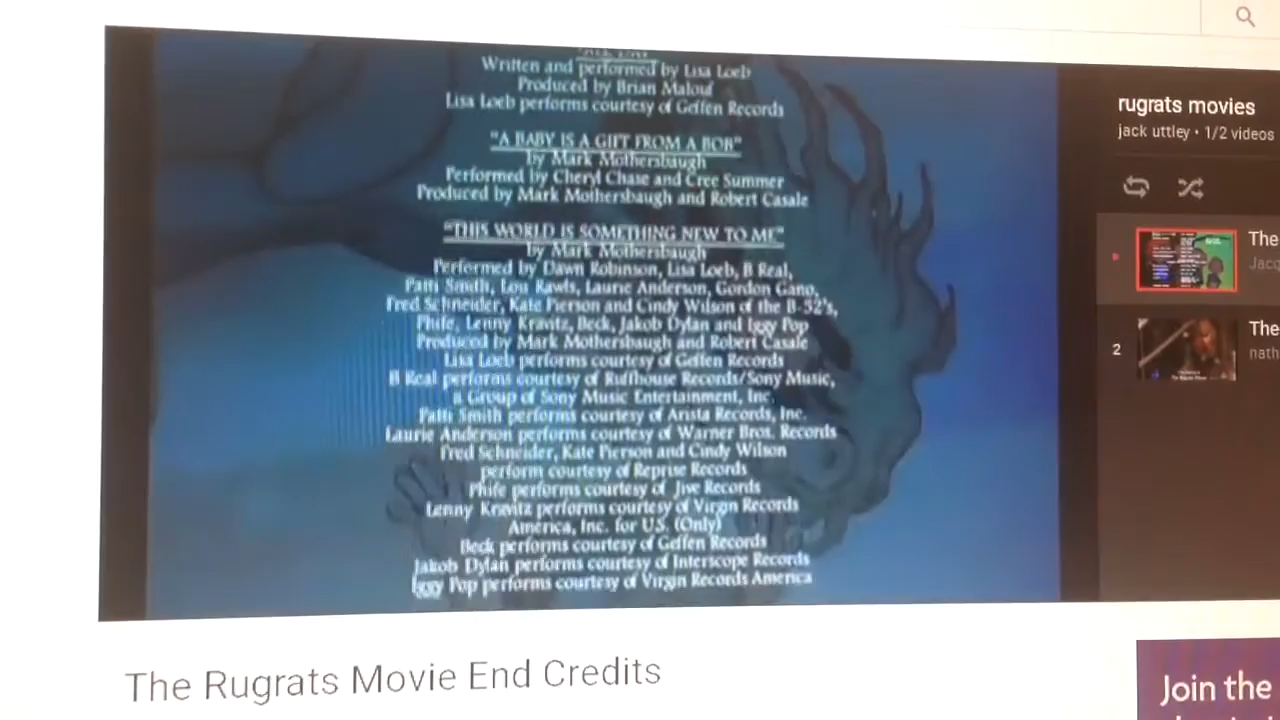 Written and performed by Lisa Loeb
Produced by Brian Malouf
Lisa Loeb performs courtesy of Geffen Records
"A BABY IS A GIFT FROM A BOB"
by Mark Mothersbaugh
Performed by Cheryl Chase and Cree Summer
Produced by Mark Mothersbaugh and Robert Casale
"THIS WORLD IS SOMETHING NEW TO ME"
by Mark Mothersbaugh
Performed by Dawn Robinson, Lisa Loeb, B Real,
Patti Smith, Lou Rawls, Laurie Anderson, Gordon Gano,
Fred Schneider, Kate Pierson and Cindy Wilson of the B-52's,
Phife, Lenny Kravitz, Beck, Jakob Dylan and Iggy Pop
Produced by Mark Mothersbaugh and Robert Casale
Lisa Loeb performs courtesy of Geffen Records
B Real performs courtesy of Ruffhouse Records/Sony Music,
a Group of Sony Music Entertainment, Inc.
Patti Smith performs courtesy of Arista Records, Inc.
Laurie Anderson performs courtesy of Warner Bros. Records
Fred Schneider, Kate Pierson and Cindy Wilson
perform courtesy of Reprise Records
Phife performs courtesy of Jive Records
Lenny Kravitz performs courtesy of Virgin Records
America, Inc. for U.S. (Only)
Beck performs courtesy of Geffen Records
Jakob Dylan performs courtesy of Interscope Records
Iggy Pop performs courtesy of Virgin Records America
rugrats movies
jack uttley • 1/2 videos
The
Jacq
2
The
nath
The Rugrats Movie End Credits
Join the